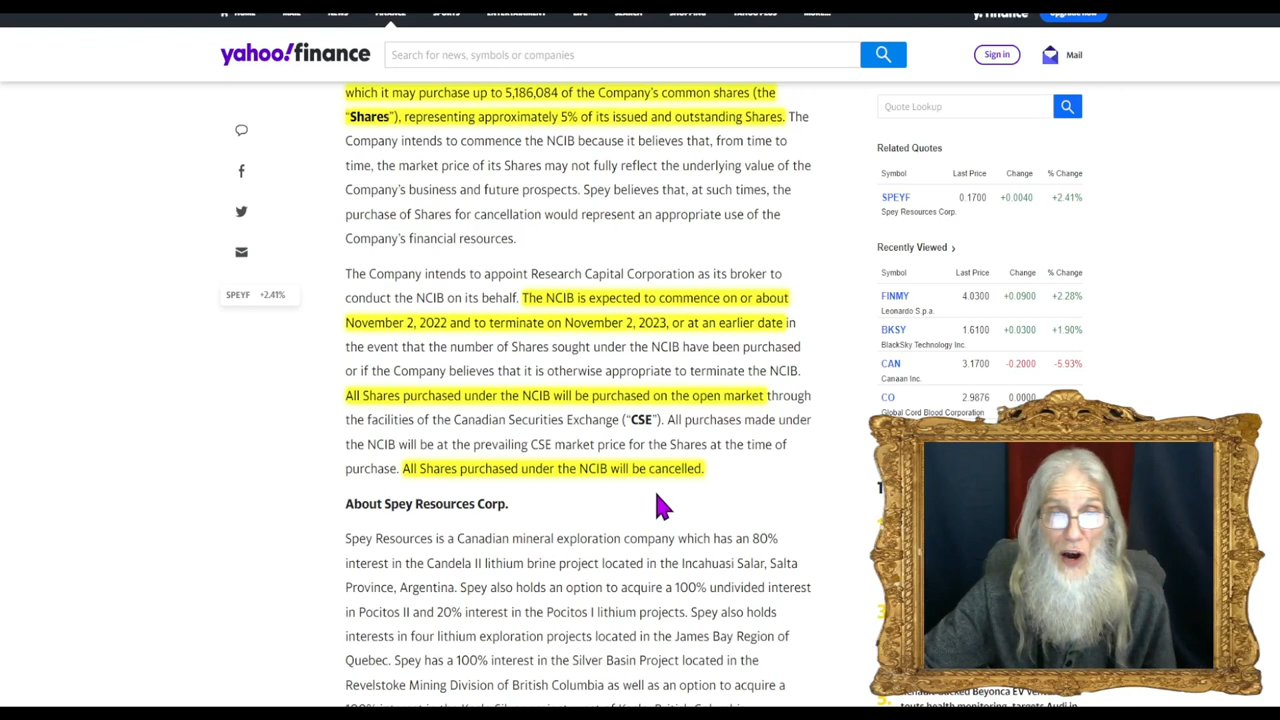 HOME MAIL NEWS FINANCE SPORTS ENTERTAINMENT LIFE SEARCH SHOPPING YAHOO PLUS MORE...
y!finance
Upgrade Now
yahoo!finance
Search for news, symbols or companies
Sign in
Mail
which it may purchase up to 5,186,084 of the Company's common shares (the
"Shares"), representing approximately 5% of its issued and outstanding Shares. The
Company intends to commence the NCIB because it believes that, from time to
time, the market price of its Shares may not fully reflect the underlying value of the
Company's business and future prospects. Spey believes that, at such times, the
purchase of Shares for cancellation would represent an appropriate use of the
Company's financial resources.
SPEYF +2.41%
The Company intends to appoint Research Capital Corporation as its broker to
conduct the NCIB on its behalf. The NCIB is expected to commence on or about
November 2, 2022 and to terminate on November 2, 2023, or at an earlier date in
the event that the number of Shares sought under the NCIB have been purchased
or if the Company believes that it is otherwise appropriate to terminate the NCIB.
All Shares purchased under the NCIB will be purchased on the open market through
the facilities of the Canadian Securities Exchange ("CSE"). All purchases made under
the NCIB will be at the prevailing CSE market price for the Shares at the time of
purchase. All Shares purchased under the NCIB will be cancelled.
About Spey Resources Corp.
Spey Resources is a Canadian mineral exploration company which has an 80%
interest in the Candela II lithium brine project located in the Incahuasi Salar, Salta
Province, Argentina. Spey also holds an option to acquire a 100% undivided interest
in Pocitos II and 20% interest in the Pocitos I lithium projects. Spey also holds
interests in four lithium exploration projects located in the James Bay Region of
Quebec. Spey has a 100% interest in the Silver Basin Project located in the
Revelstoke Mining Division of British Columbia as well as an option to acquire a
Quote Lookup
Related Quotes
Symbol Last Price Change % Change
SPEYF 0.1700 +0.0040 +2.41%
Spey Resources Corp.
Recently Viewed
Symbol Last Price Change % Change
FINMY 4.0300 +0.0900 +2.28%
Leonardo S.p.a.
BKSY 1.6100 +0.0300 +1.90%
BlackSky Technology Inc.
CAN 3.1700 -0.2000 -5.93%
Canaan Inc.
CO 2.9876 0.0000
Global Cord Blood Corporation
touts health monitoring, targets Audi in